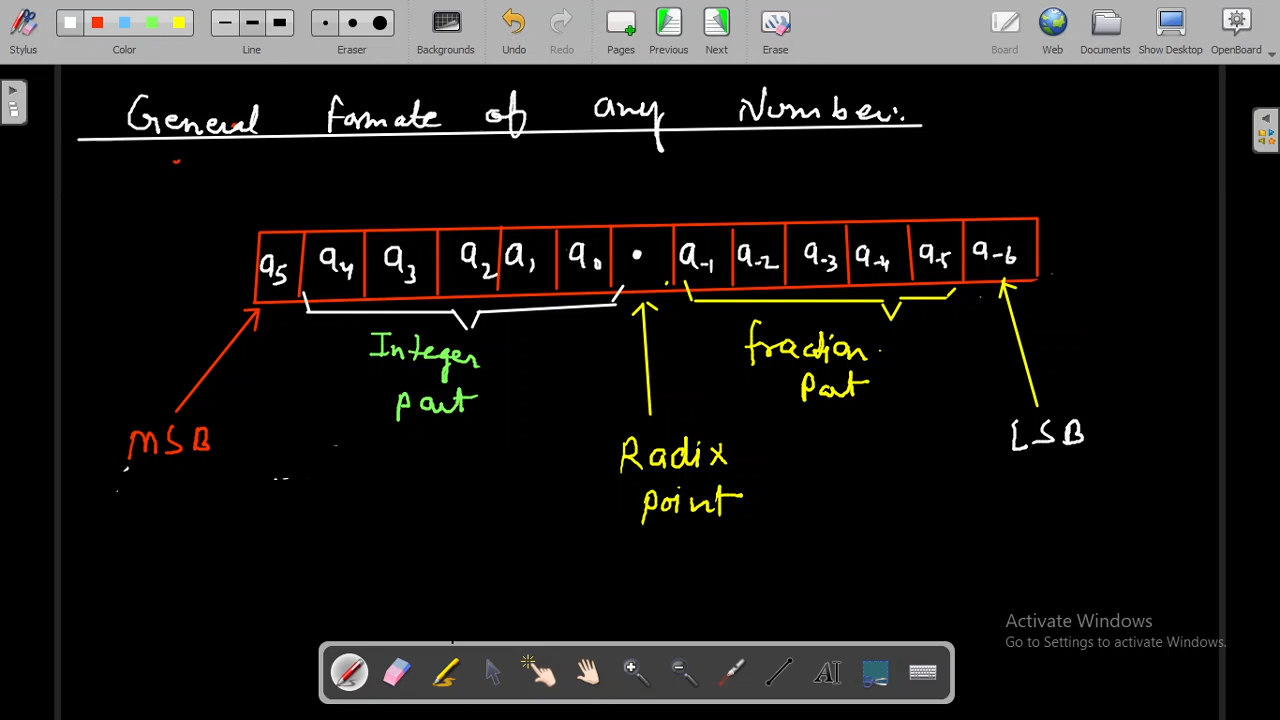 Stylus Color Line Eraser Backgrounds Undo Redo Pages Previous Next Erase Board Web Documents Show Desktop OpenBoard
General Formate of any Number.
a5 a4 a3 a2 a1 a0 . a-1 a-2 a-3 a-4 a-5 a-6
Integer
part
fraction
Part
MSB
LSB
Radix
point
Activate Windows
Go to Settings to activate Windows.
AI